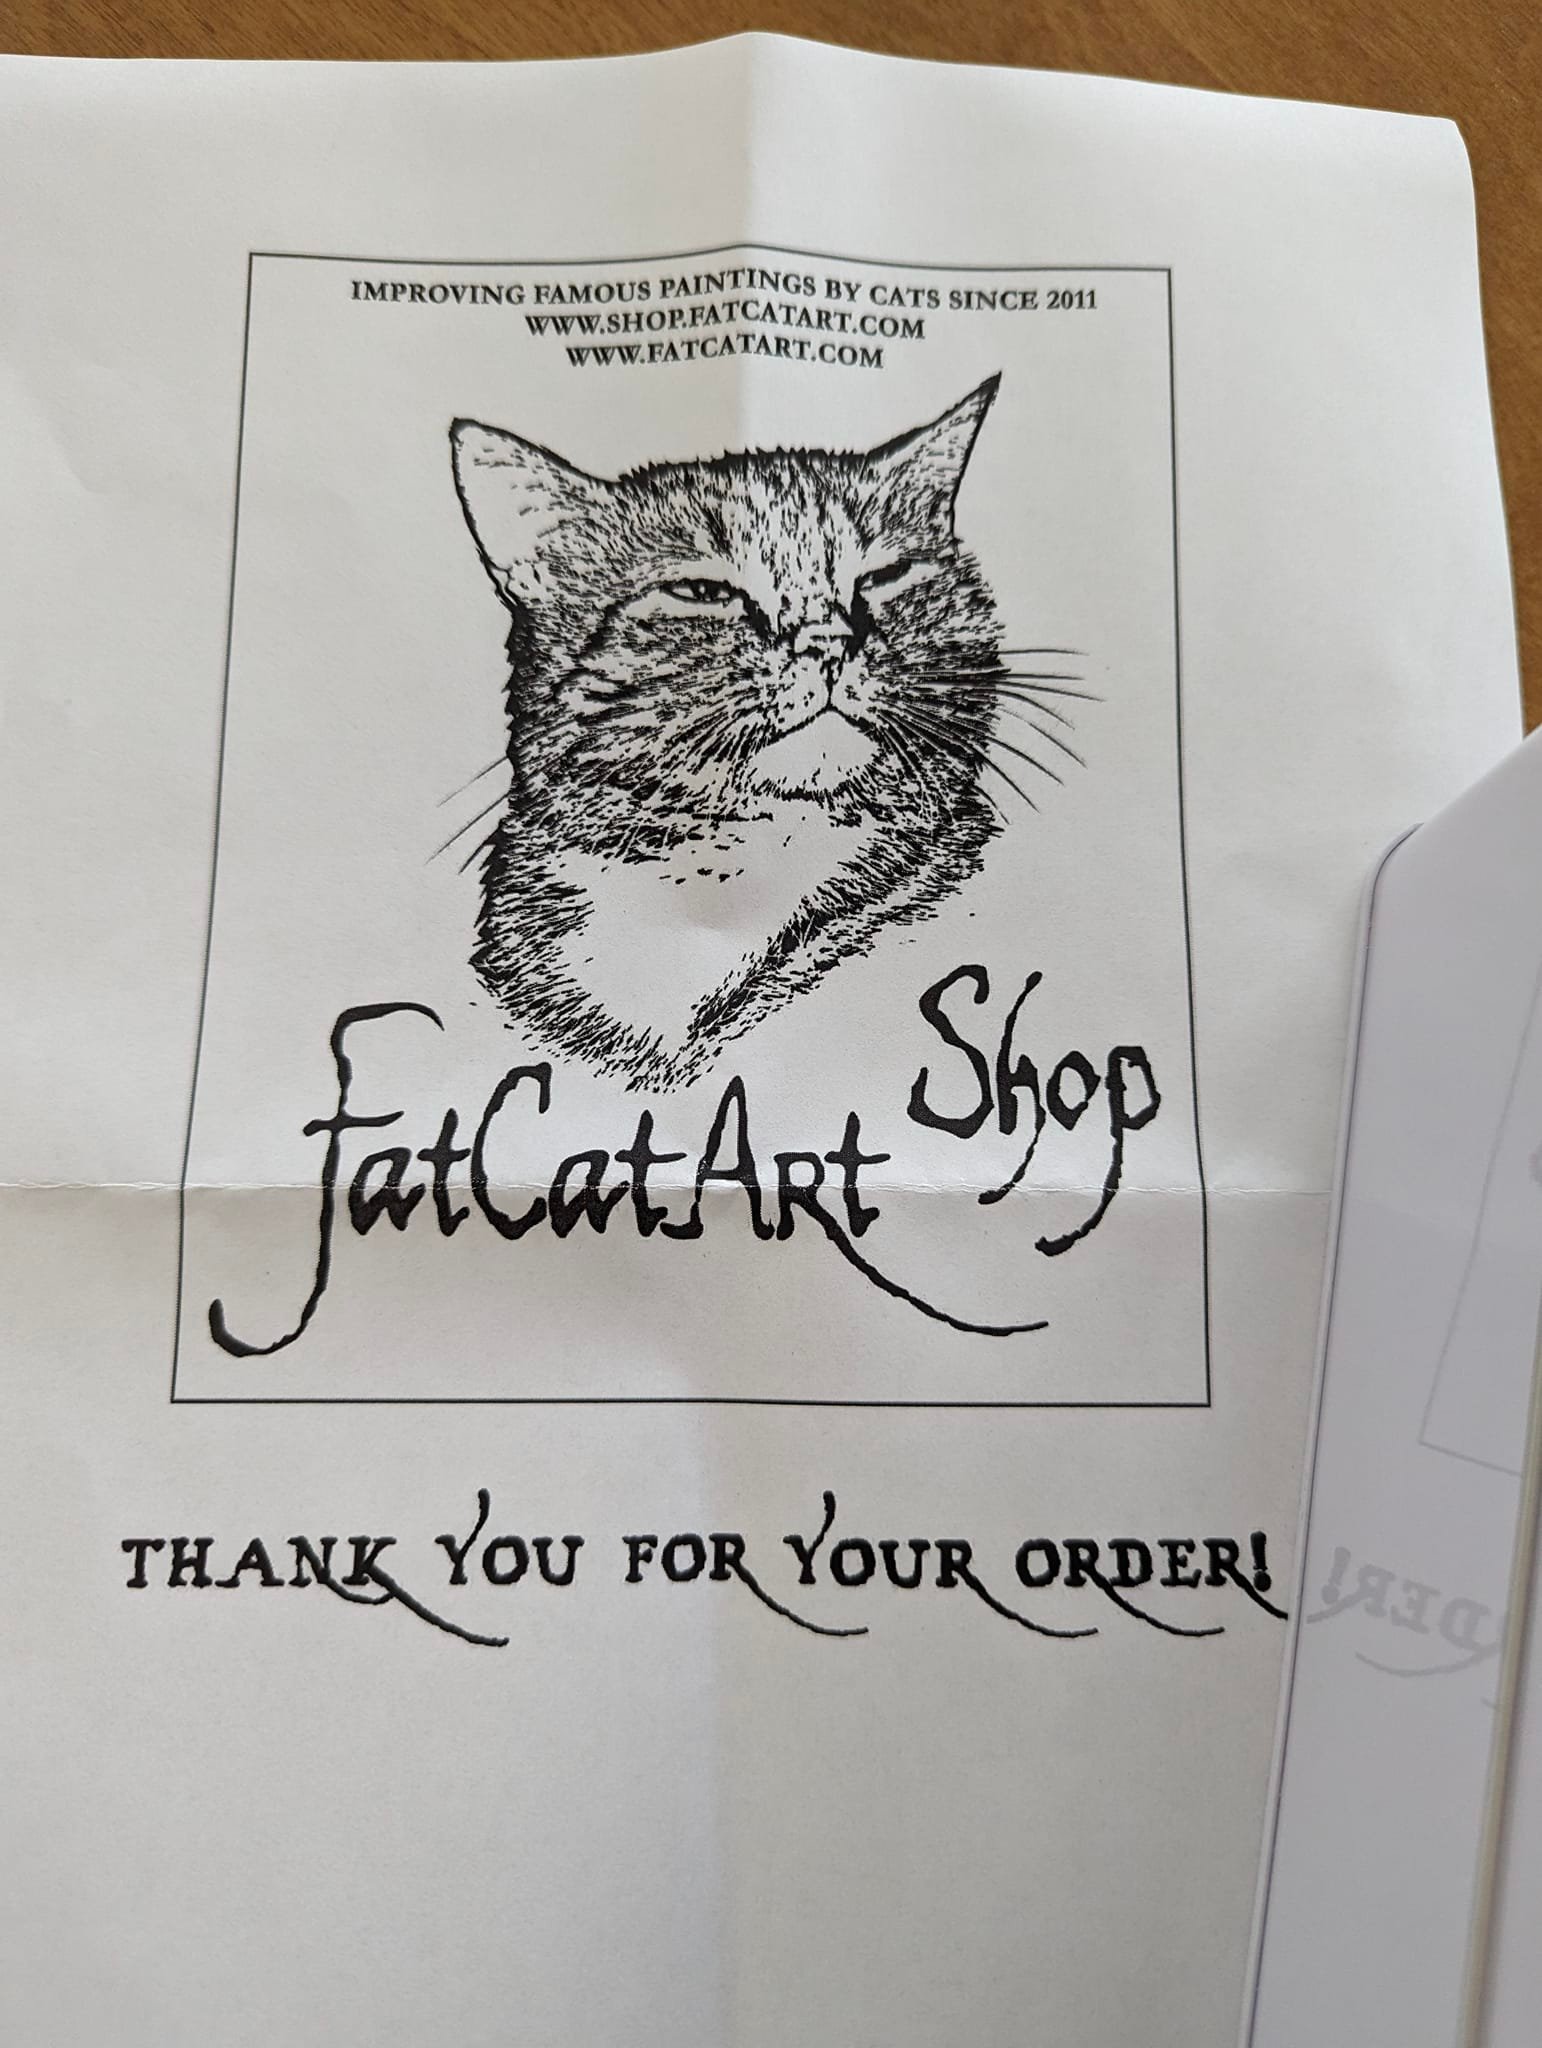 IMPROVING FAMOUS PAINTINGS BY CATS SINCE 2011
WWW.SHOP.FATCATART.COM
WWW.FATCATART.COM
FatCatArt Shop
THANK YOU FOR YOUR ORDER!
DER!